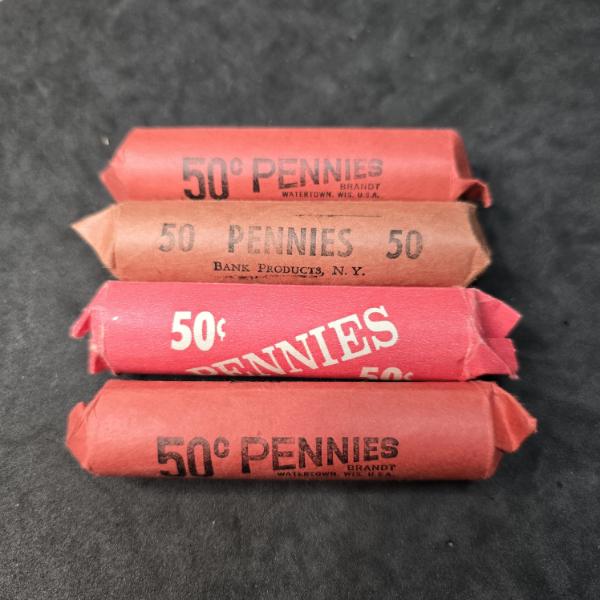 50¢ PENNIES
BRANDT
WATERTOWN, WIS. U.S.A.
50 PENNIES 50
BANK PRODUCTS, N. Y.
50¢
PENNIES
50¢
50¢ PENNIES
BRANDT
WATERTOWN, WIS. U.S.A.